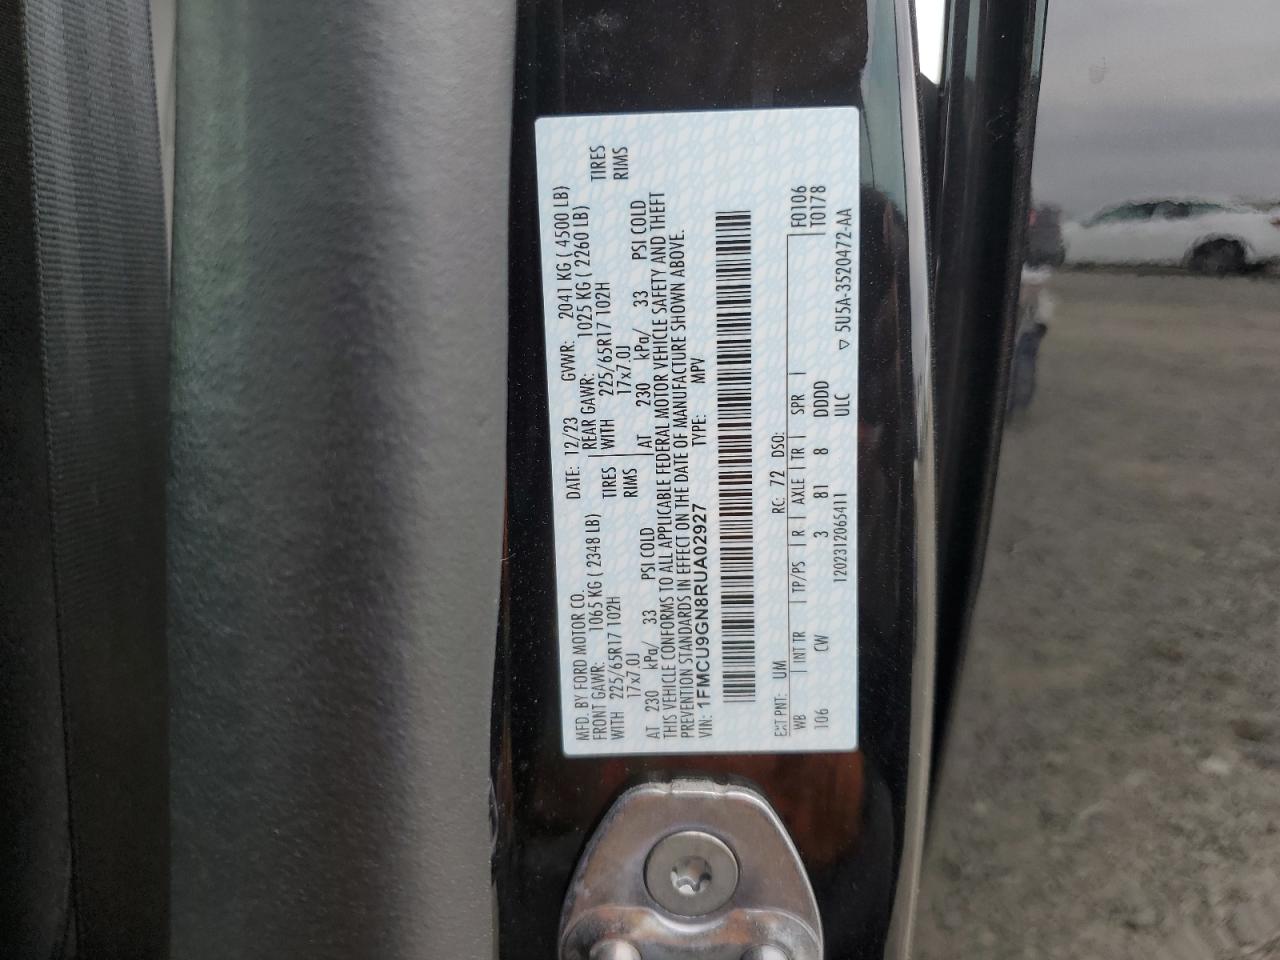 MFD. BY FORD MOTOR CO.
DATE: 12/23 GVWR: 2041 KG ( 4500 LB)
FRONT GAWR: 1065 KG ( 2348 LB) REAR GAWR: 1025 KG ( 2260 LB)
WITH 225/65R17 102H TIRES WITH 225/65R17 102H TIRES
17x7.0J RIMS 17x7.0J RIMS
AT 230 kPa/ 33 PSI COLD AT 230 kPa/ 33 PSI COLD
THIS VEHICLE CONFORMS TO ALL APPLICABLE FEDERAL MOTOR VEHICLE SAFETY AND THEFT
PREVENTION STANDARDS IN EFFECT ON THE DATE OF MANUFACTURE SHOWN ABOVE.
VIN: 1FMCU9GN8RUA02927 TYPE: MPV
EXT PNT: UM RC: 72 DSO:
WB INT TR TP/PS R AXLE TR SPR F0106
106 CW 3 81 8 DDDD T0178
120231206541​1 ULC ▽ 5U5A-3520472-AA